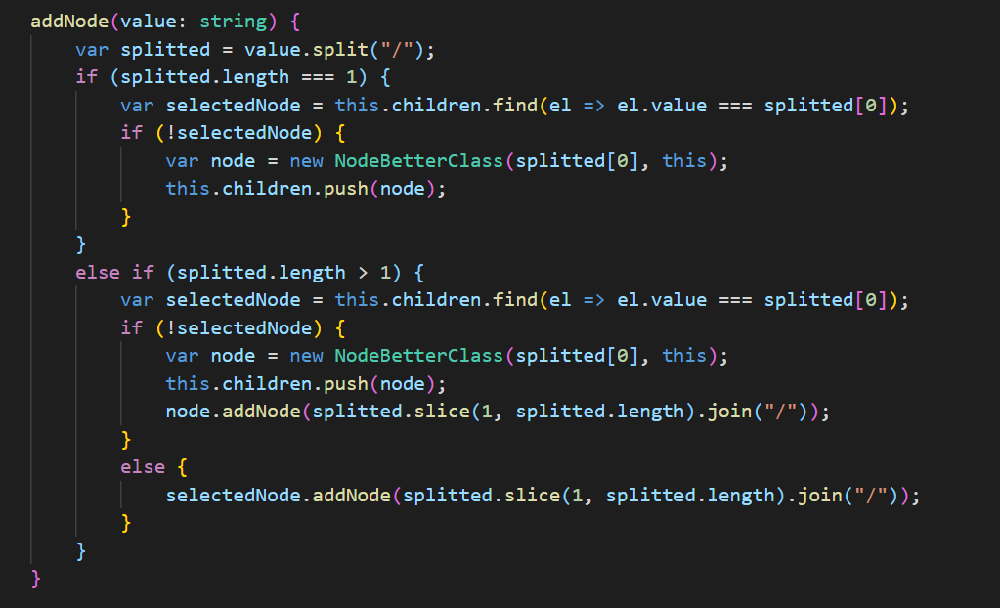 addNode(value: string) {
var splitted = value.split("/");
if (splitted.length === 1) {
var selectedNode = this.children.find(el => el.value === splitted[0]);
if (!selectedNode) {
var node = new NodeBetterClass(splitted[0], this);
this.children.push(node);
}
}
else if (splitted.length > 1) {
var selectedNode = this.children.find(el => el.value === splitted[0]);
if (!selectedNode) {
var node = new NodeBetterClass(splitted[0], this);
this.children.push(node);
node.addNode(splitted.slice(1, splitted.length).join("/"));
}
else {
selectedNode.addNode(splitted.slice(1, splitted.length).join("/"));
}
}
}